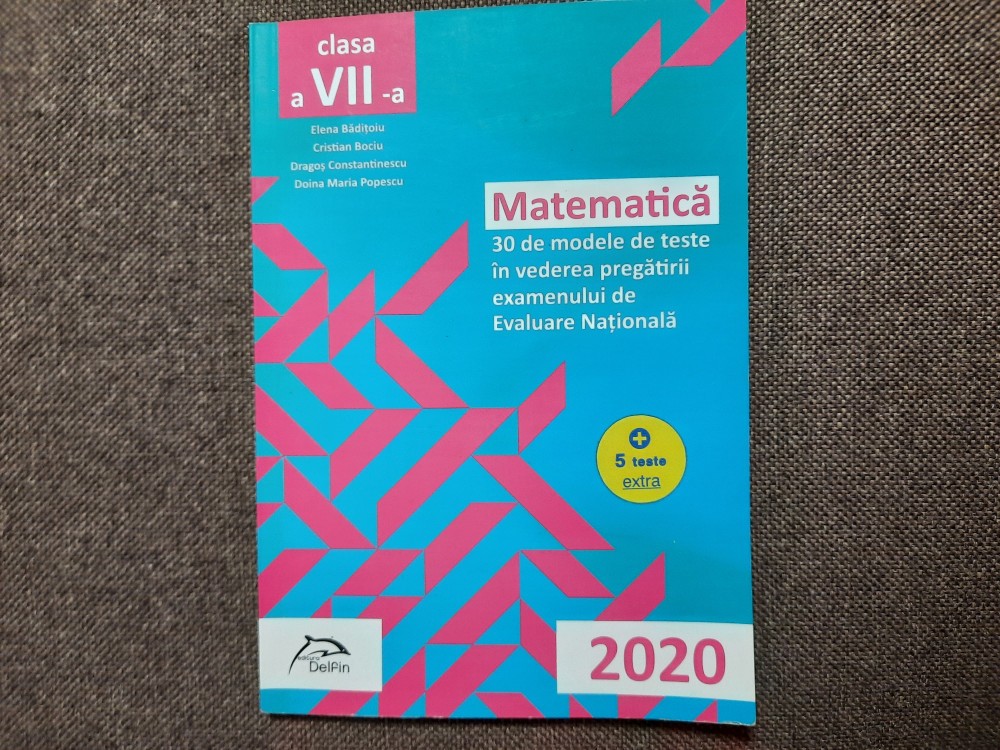 clasa
a VII -a
Elena Bădițoiu
Cristian Bociu
Dragoș Constantinescu
Doina Maria Popescu
Matematică
30 de modele de teste
în vederea pregătirii
examenului de
Evaluare Națională
+
5 teste
extra
editura
Delfin
2020